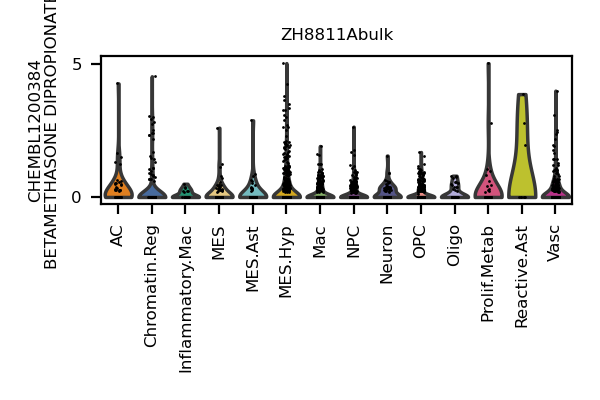 ZH8811Abulk
CHEMBL1200384
BETAMETHASONE DIPROPIONATE
5
0
AC
Chromatin.Reg
Inflammatory.Mac
MES
MES.Ast
MES.Hyp
Mac
NPC
Neuron
OPC
Oligo
Prolif.Metab
Reactive.Ast
Vasc